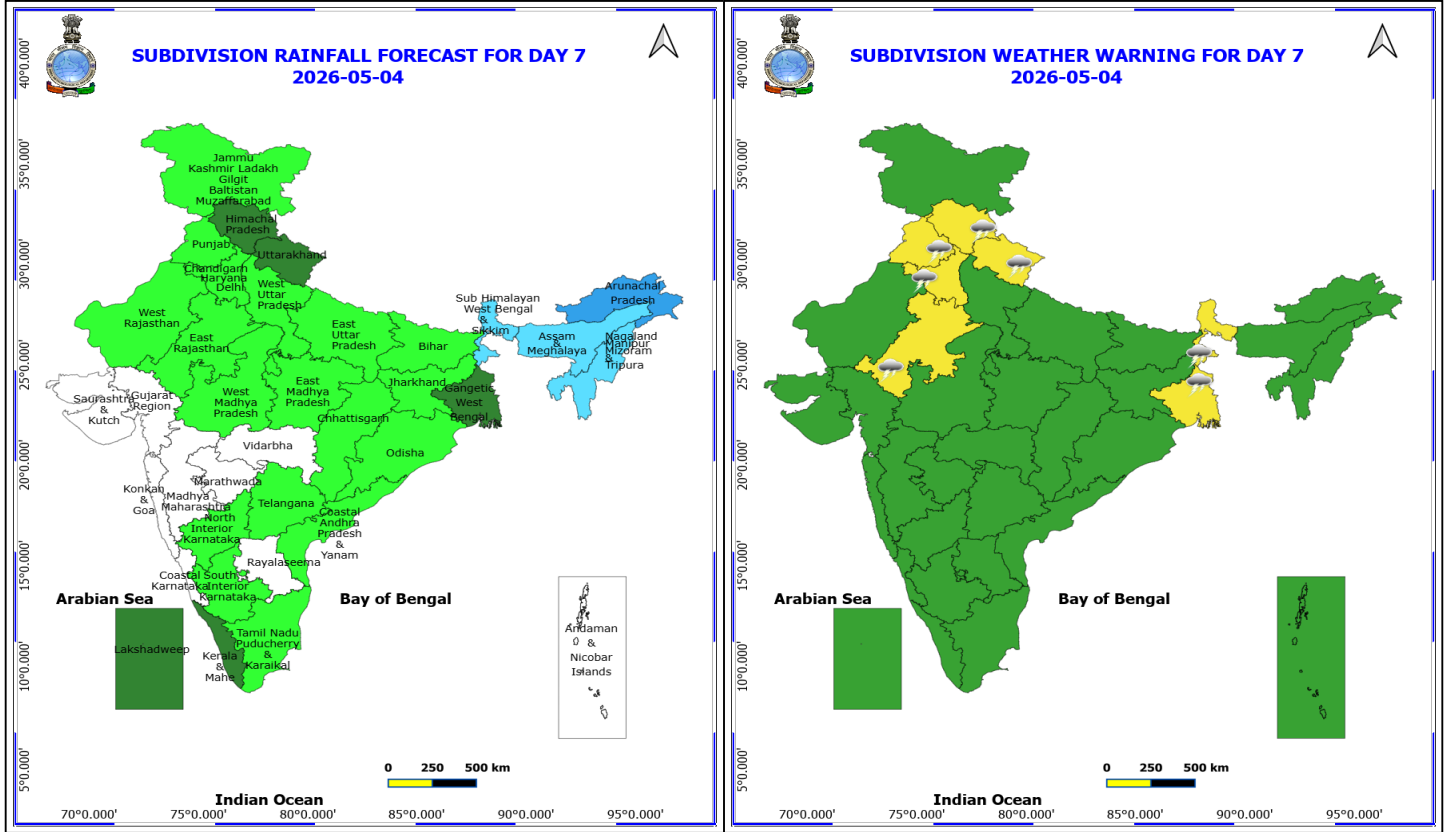 SUBDIVISION RAINFALL FORECAST FOR DAY 7
2026-05-04
40°0.000'
35°0.000'
30°0.000'
25°0.000'
20°0.000'
15°0.000'
10°0.000'
5°0.000'
Jammu
Kashmir Ladakh
Gilgit
Baltistan
Muzaffarabad
Himachal
Pradesh
Punjab
Uttarakhand
Chandigarh
Haryana
Delhi
West
Uttar
Pradesh
West
Rajasthan
East
Rajasthan
East
Uttar
Pradesh
Bihar
Sub Himalayan
West Bengal
&
Sikkim
Arunachal
Pradesh
Assam
&
Meghalaya
Nagaland
Manipur
Mizoram
&
Tripura
Saurashtra
&
Kutch
Gujarat
Region
West
Madhya
Pradesh
East
Madhya
Pradesh
Jharkhand
Gangetic
West
Bengal
Chhattisgarh
Odisha
Vidarbha
Marathwada
Madhya
Maharashtra
Konkan
&
Goa
North
Interior
Karnataka
Telangana
Coastal
Andhra
Pradesh
&
Yanam
Rayalaseema
Coastal
Karnataka
South
Interior
Karnataka
Arabian Sea
Bay of Bengal
Lakshadweep
Kerala
&
Mahe
Tamil Nadu
Puducherry
&
Karaikal
Andaman
&
Nicobar
Islands
0 250 500 km
Indian Ocean
70°0.000' 75°0.000' 80°0.000' 85°0.000' 90°0.000' 95°0.000'
SUBDIVISION WEATHER WARNING FOR DAY 7
2026-05-04
40°0.000'
35°0.000'
30°0.000'
25°0.000'
20°0.000'
15°0.000'
10°0.000'
5°0.000'
Arabian Sea
Bay of Bengal
0 250 500 km
Indian Ocean
70°0.000' 75°0.000' 80°0.000' 85°0.000' 90°0.000' 95°0.000'